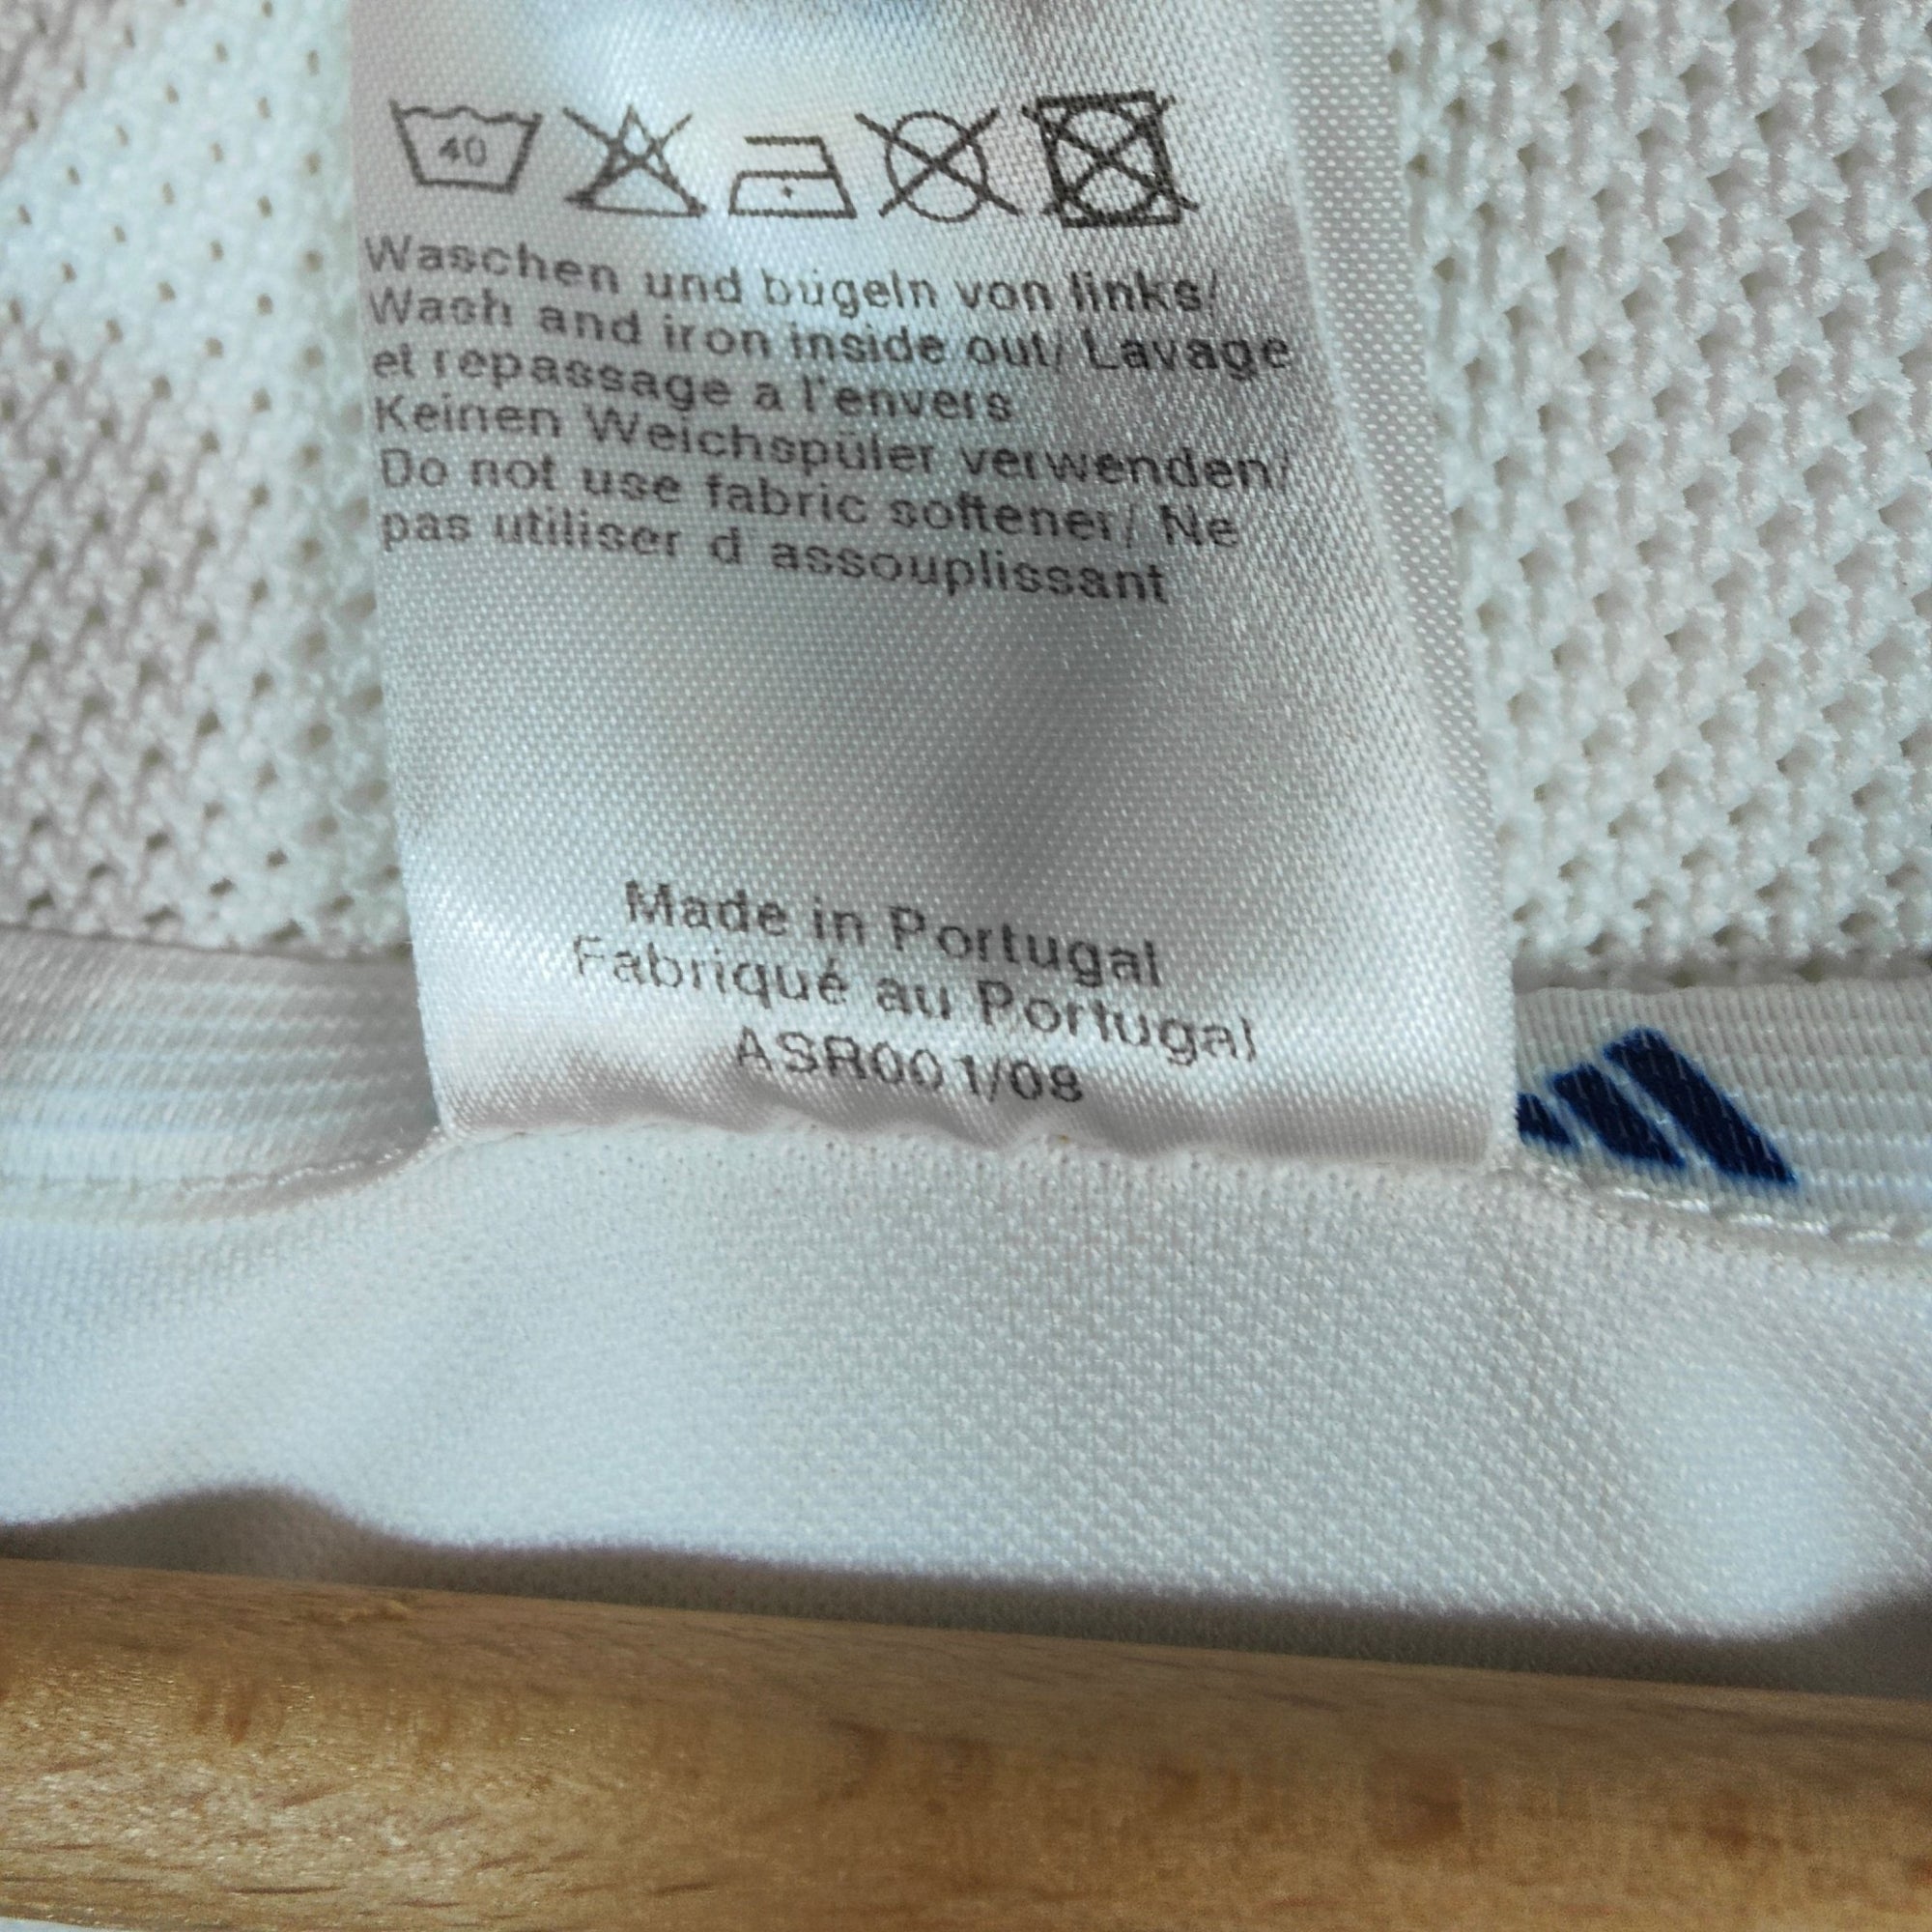 40
Waschen und bügeln von links/
Wash and iron inside out/ Lavage
et repassage a l'envers
Keinen Weichspüler verwenden/
Do not use fabric softener/ Ne
pas utiliser d assouplissant
Made in Portugal
Fabriqué au Portugal
ASR001/08